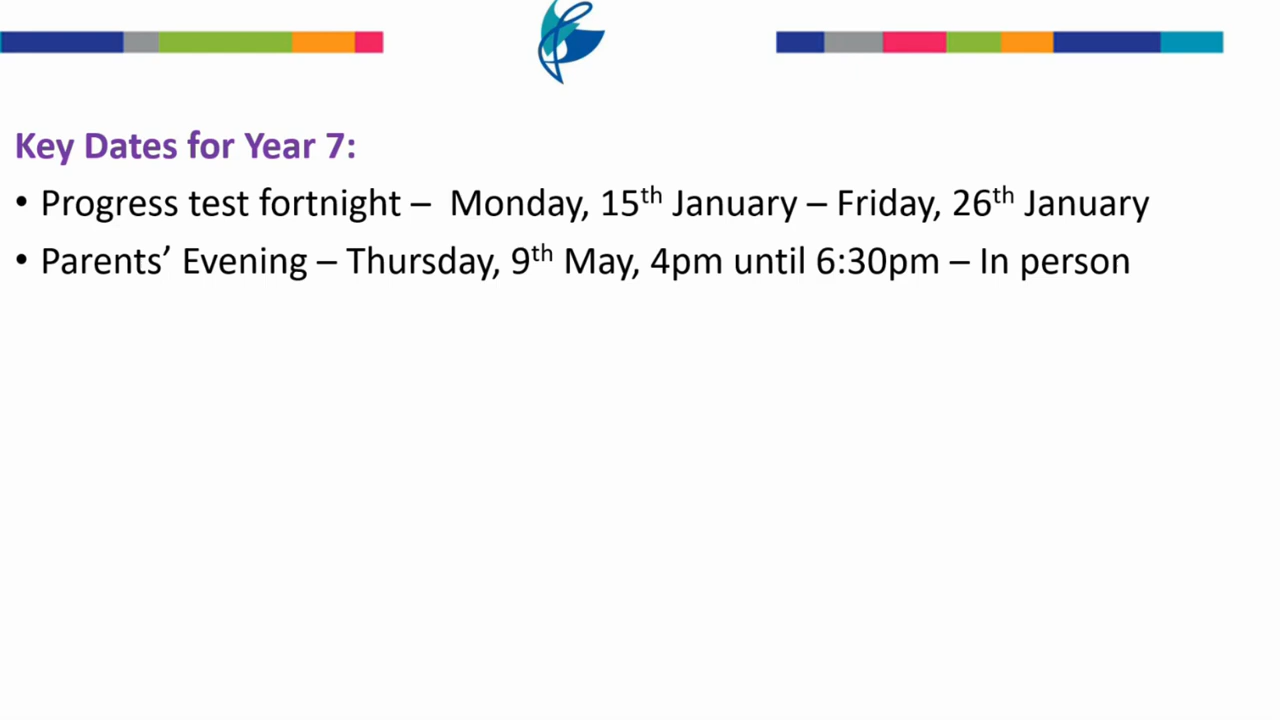 Key Dates for Year 7:
• Progress test fortnight – Monday, 15th January – Friday, 26th January
• Parents’ Evening – Thursday, 9th May, 4pm until 6:30pm – In person